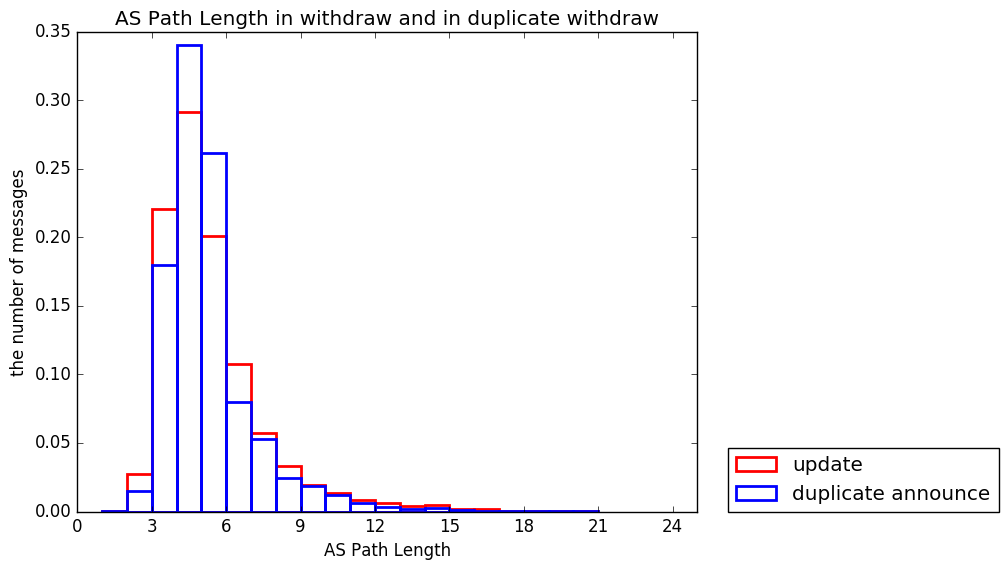 AS Path Length in withdraw and in duplicate withdraw
the number of messages
0.35
0.30
0.25
0.20
0.15
0.10
0.05
0.00
0 3 6 9 12 15 18 21 24
AS Path Length
update
duplicate announce